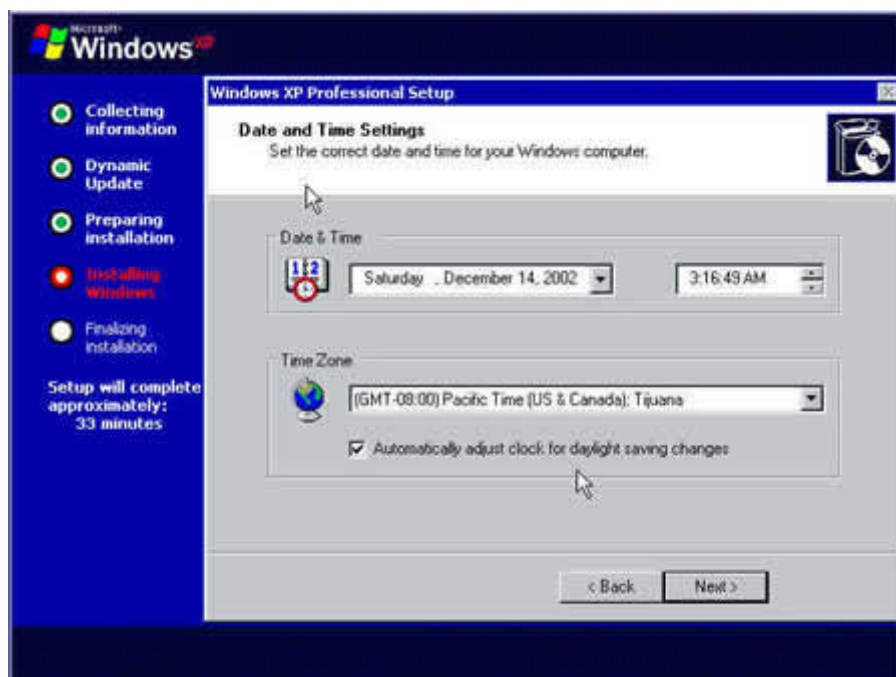 Microsoft
Windows XP
Collecting
information
Dynamic
Update
Preparing
installation
Installing
Windows
Finalizing
installation
Setup will complete
approximately:
33 minutes
Windows XP Professional Setup
Date and Time Settings
Set the correct date and time for your Windows computer.
Date & Time
1 2
Saturday , December 14, 2002
3:16:49 AM
Time Zone
(GMT-08:00) Pacific Time (US & Canada); Tijuana
Automatically adjust clock for daylight saving changes
< Back
Next >